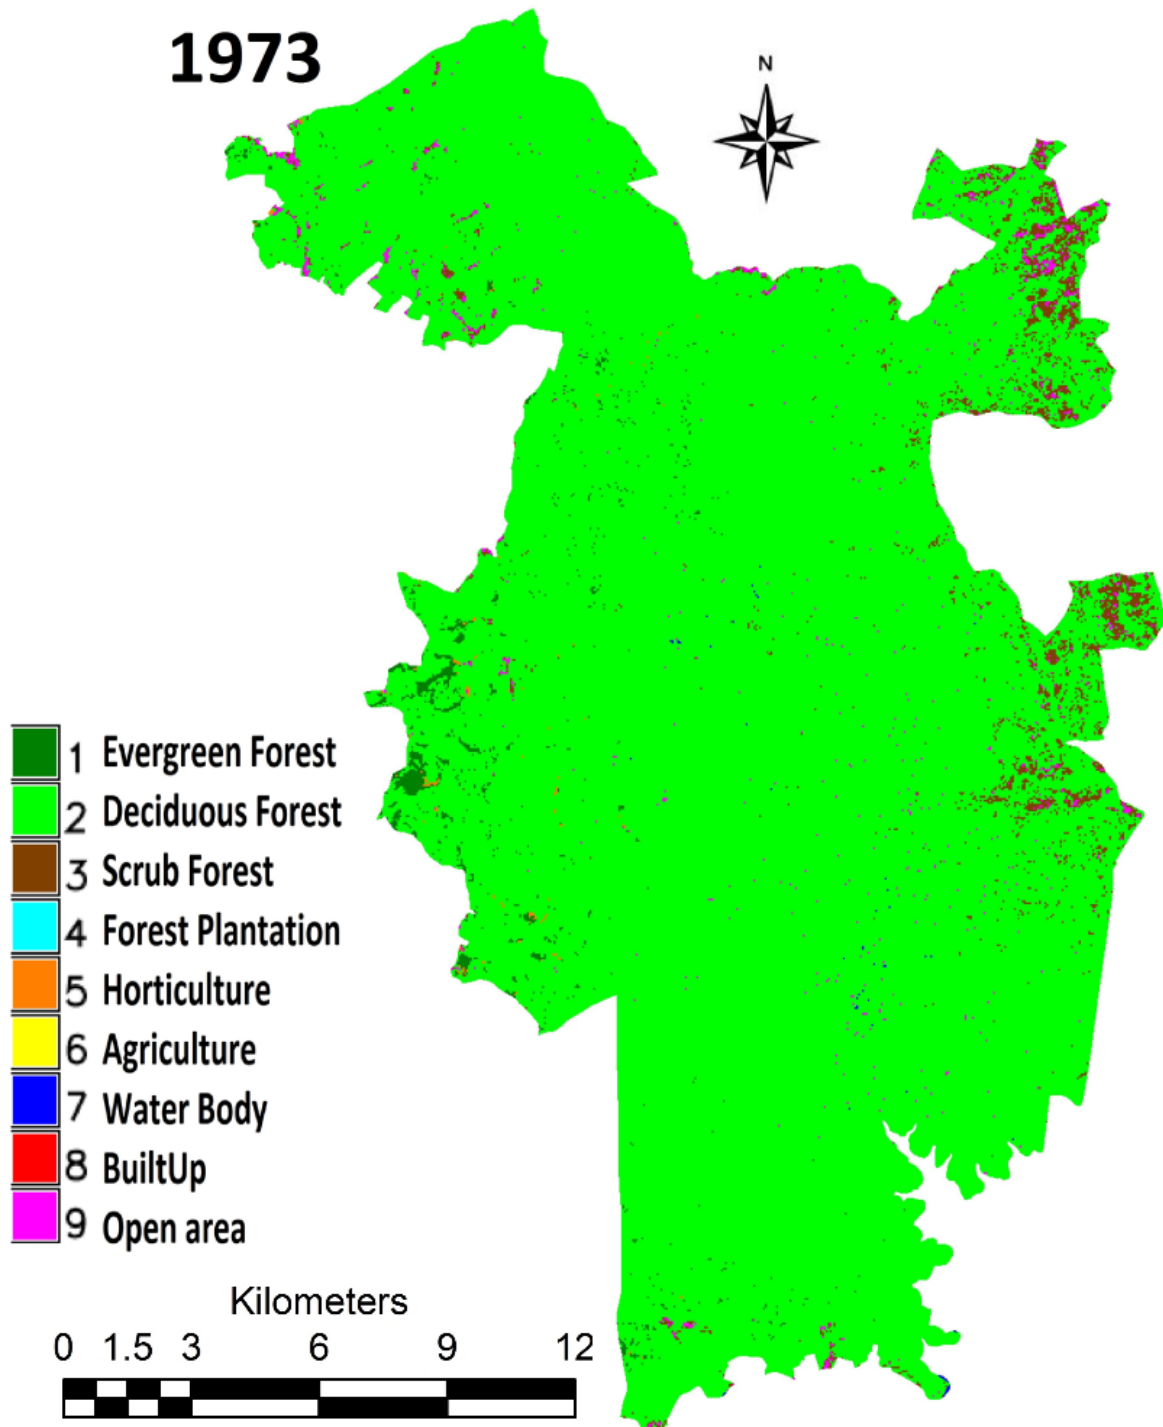 1973
N
1 Evergreen Forest
2 Deciduous Forest
3 Scrub Forest
4 Forest Plantation
5 Horticulture
6 Agriculture
7 Water Body
8 BuiltUp
9 Open area
Kilometers
0 1.5 3 6 9 12